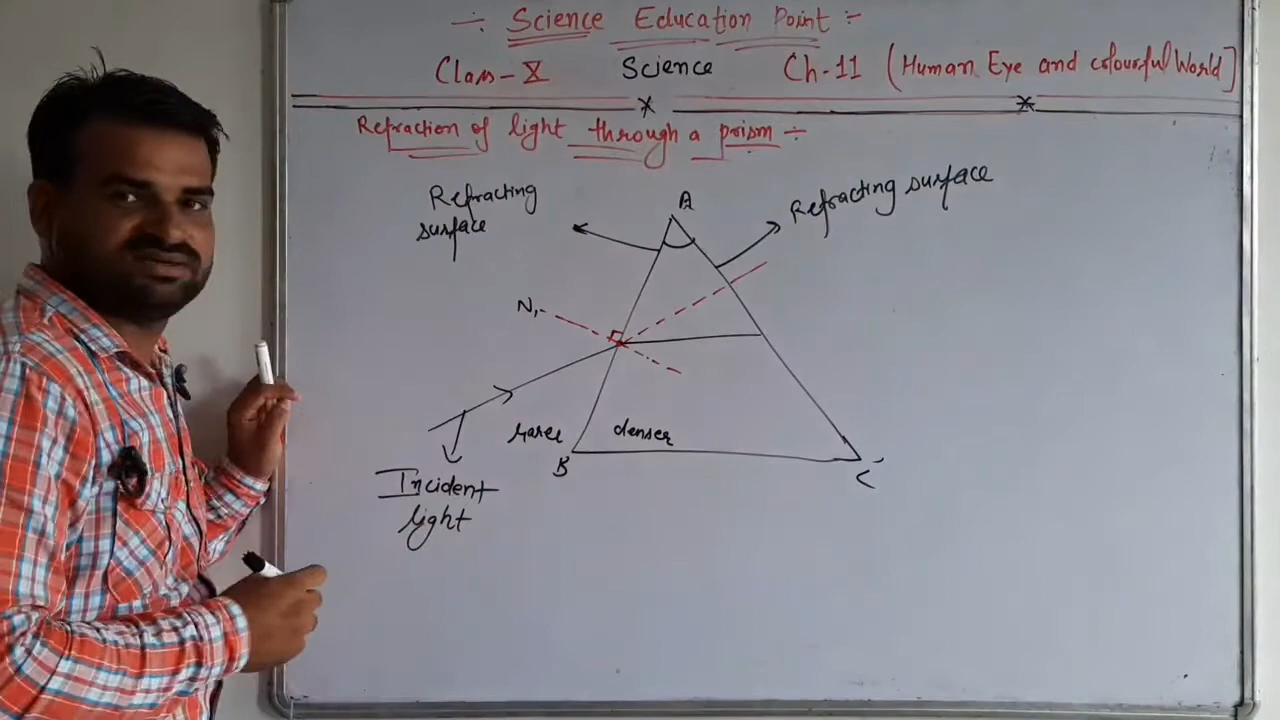 ÷ Science Education Point ÷
Class-X Science Ch-11 (Human Eye and colourful World]
Refraction of light through a prism ÷
Refracting
surface
Refracting surface
A
N₁
rarer denser
B
C
Incident
light